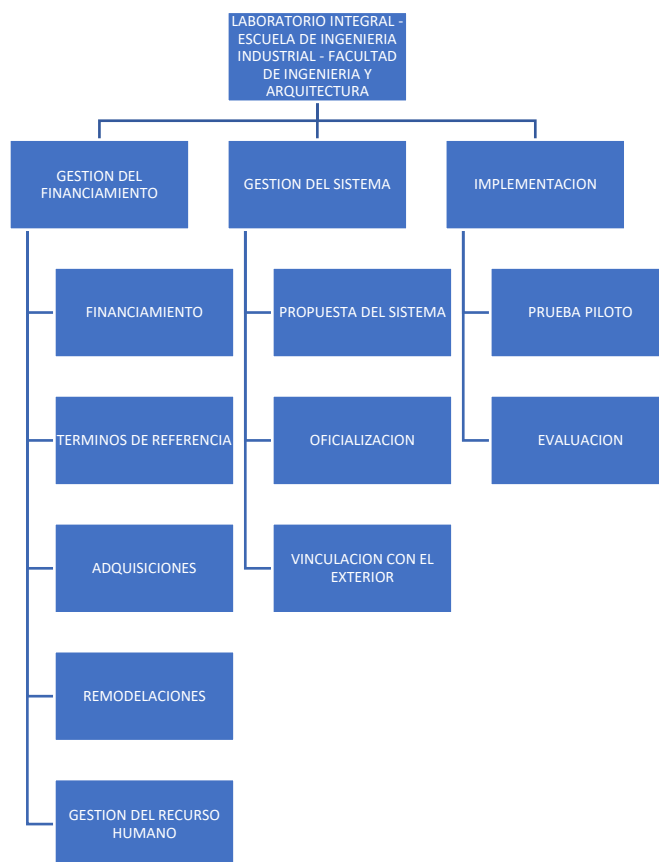 LABORATORIO INTEGRAL -
ESCUELA DE INGENIERIA
INDUSTRIAL - FACULTAD
DE INGENIERIA Y
ARQUITECTURA
GESTION DEL
FINANCIAMIENTO
FINANCIAMIENTO
TERMINOS DE REFERENCIA
ADQUISICIONES
REMODELACIONES
GESTION DEL RECURSO
HUMANO
GESTION DEL SISTEMA
PROPUESTA DEL SISTEMA
OFICIALIZACION
VINCULACION CON EL
EXTERIOR
IMPLEMENTACION
PRUEBA PILOTO
EVALUACION